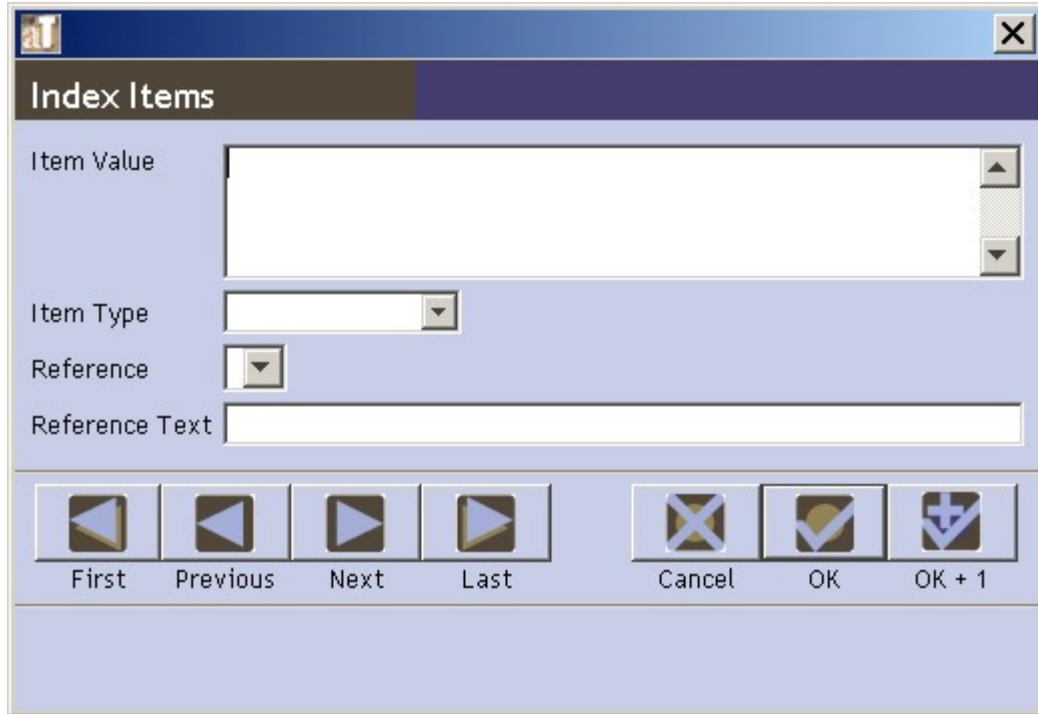 aT
Index Items
Item Value
Item Type
Reference
Reference Text
First Previous Next Last Cancel OK OK + 1